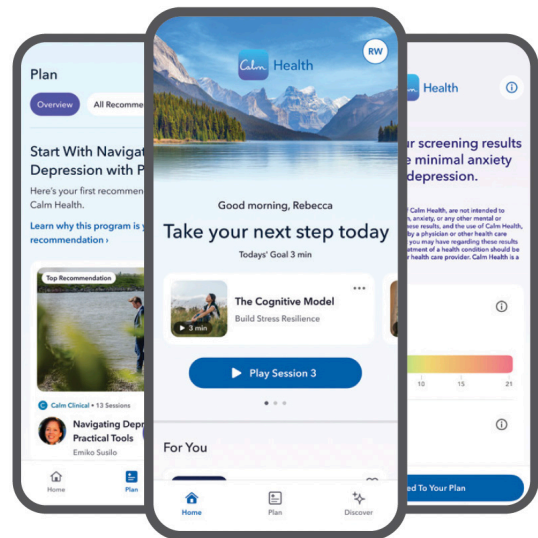 Plan
Overview
All Recomme
Start With Navigat
Depression with P
Here's your first recommen
Calm Health.
Learn why this program is y
recommendation ›
Top Recommendation
Calm Clinical • 13 Sessions
Navigating Depr
Practical Tools
Emiko Susilo
Home
Plan
Calm Health
RW
Good morning, Rebecca
Take your next step today
Todays' Goal 3 min
3 min
The Cognitive Model
Build Stress Resilience
Play Session 3
For You
Home
Plan
Discover
Health
ur screening results
e minimal anxiety
depression.
f Calm Health, are not intended to
n, anxiety, or any other mental or
hese results, and the use of Calm Health,
by a physician or other health care
you may have regarding these results
atment of a health condition should be
r health care provider. Calm Health is a
10 15 21
ed To Your Plan